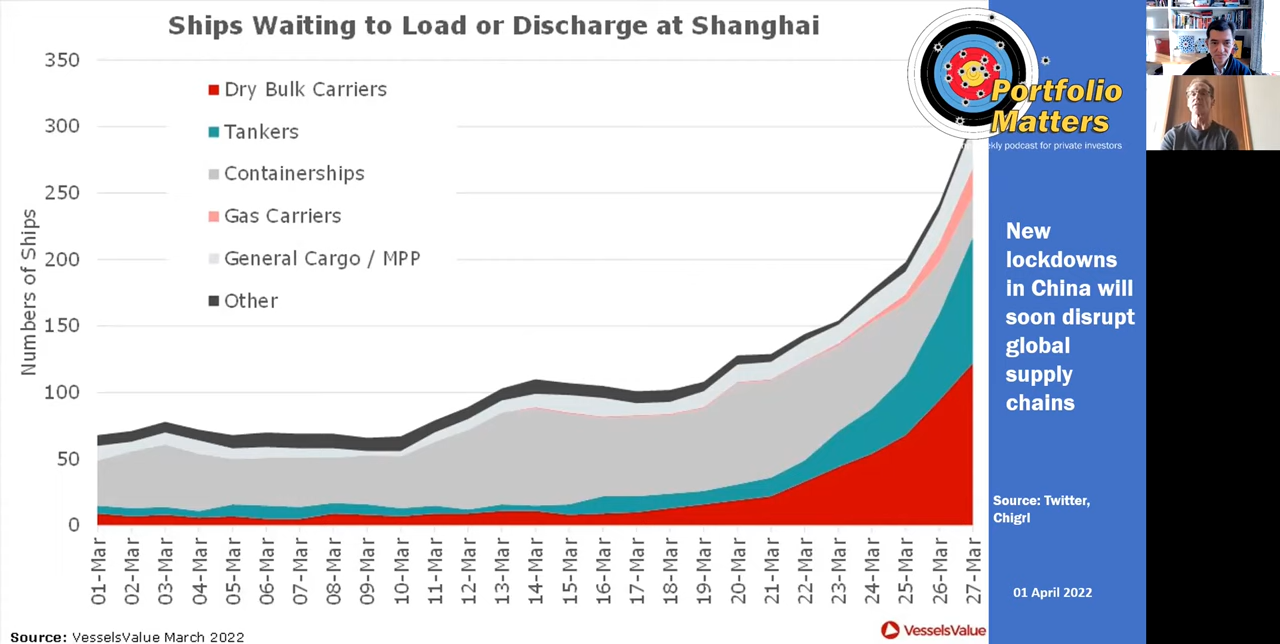 Ships Waiting to Load or Discharge at Shanghai
350
300
250
200
150
100
50
0
Numbers of Ships
Dry Bulk Carriers
Tankers
Containerships
Gas Carriers
General Cargo / MPP
Other
01-Mar
02-Mar
03-Mar
04-Mar
05-Mar
06-Mar
07-Mar
08-Mar
09-Mar
10-Mar
11-Mar
12-Mar
13-Mar
14-Mar
15-Mar
16-Mar
17-Mar
18-Mar
19-Mar
20-Mar
21-Mar
22-Mar
23-Mar
24-Mar
25-Mar
26-Mar
27-Mar
Source: VesselsValue March 2022
VesselsValue
Portfolio
Matters
podcast for private investors
New
lockdowns
in China will
soon disrupt
global
supply
chains
Source: Twitter,
Chigrl
01 April 2022